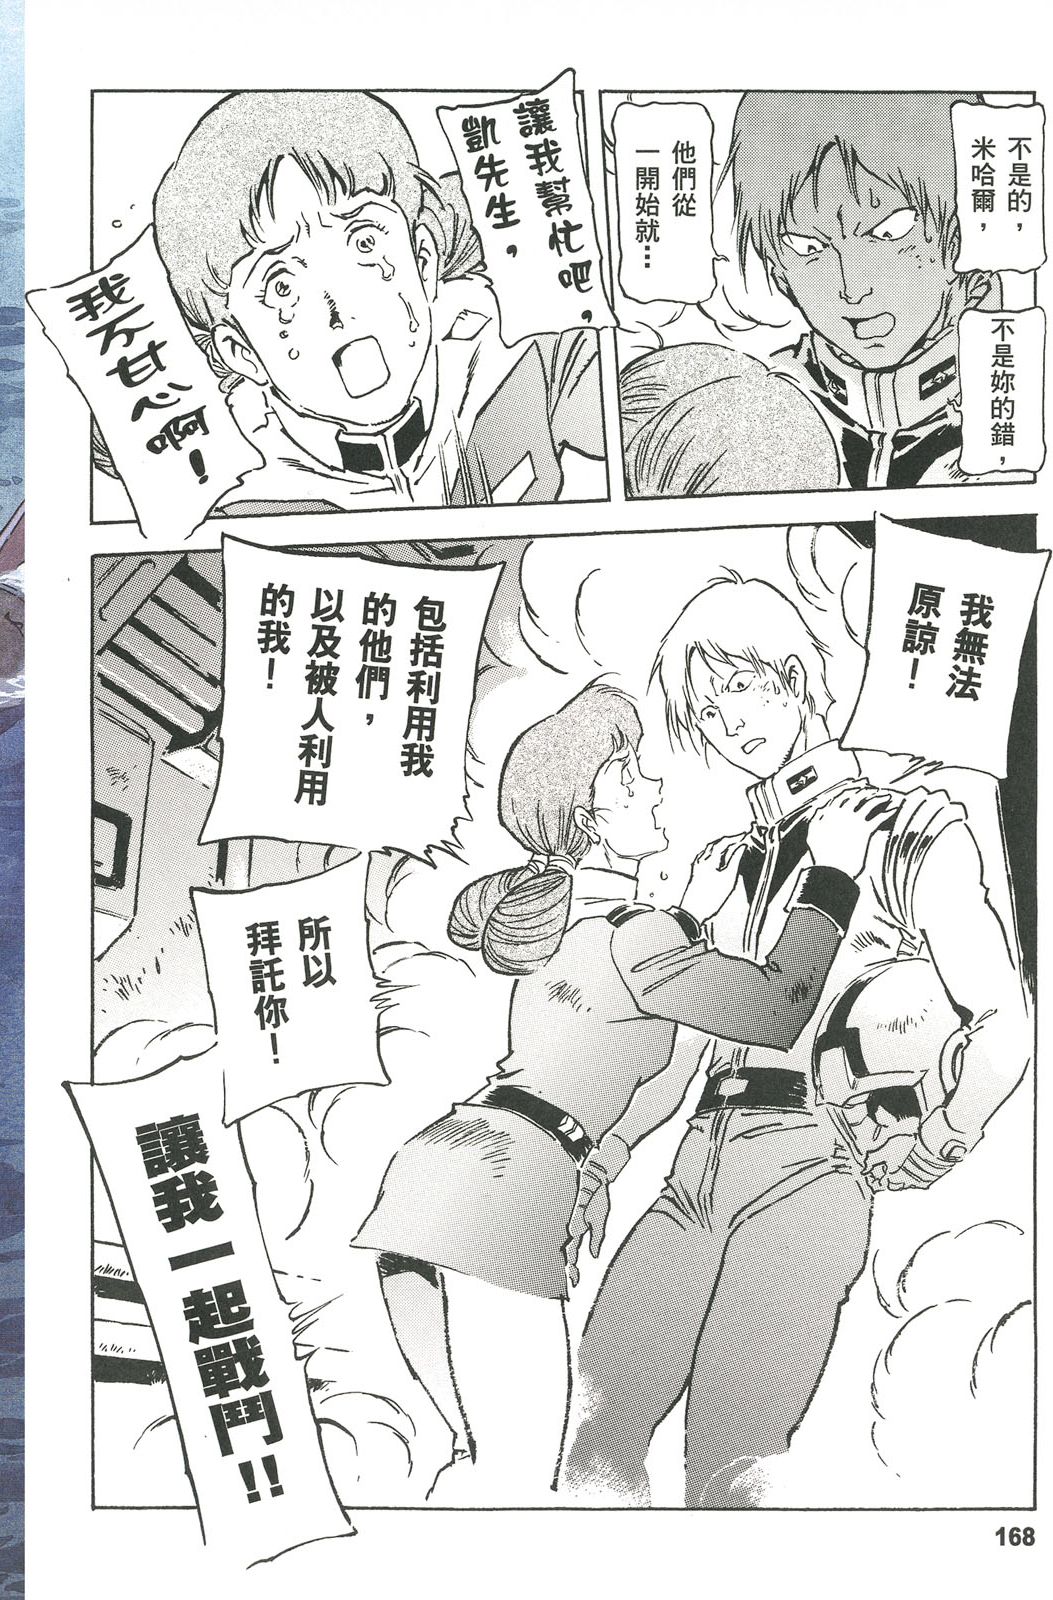 不是的，
米哈爾，
不是妳的錯，
他們從
一開始就…
讓我幫忙吧，
凱先生，
我不甘心啊！
我無法
原諒！
包括利用我
的他們，
以及被人利用
的我！
所以
拜託你！
讓我一起戰鬥！！
168